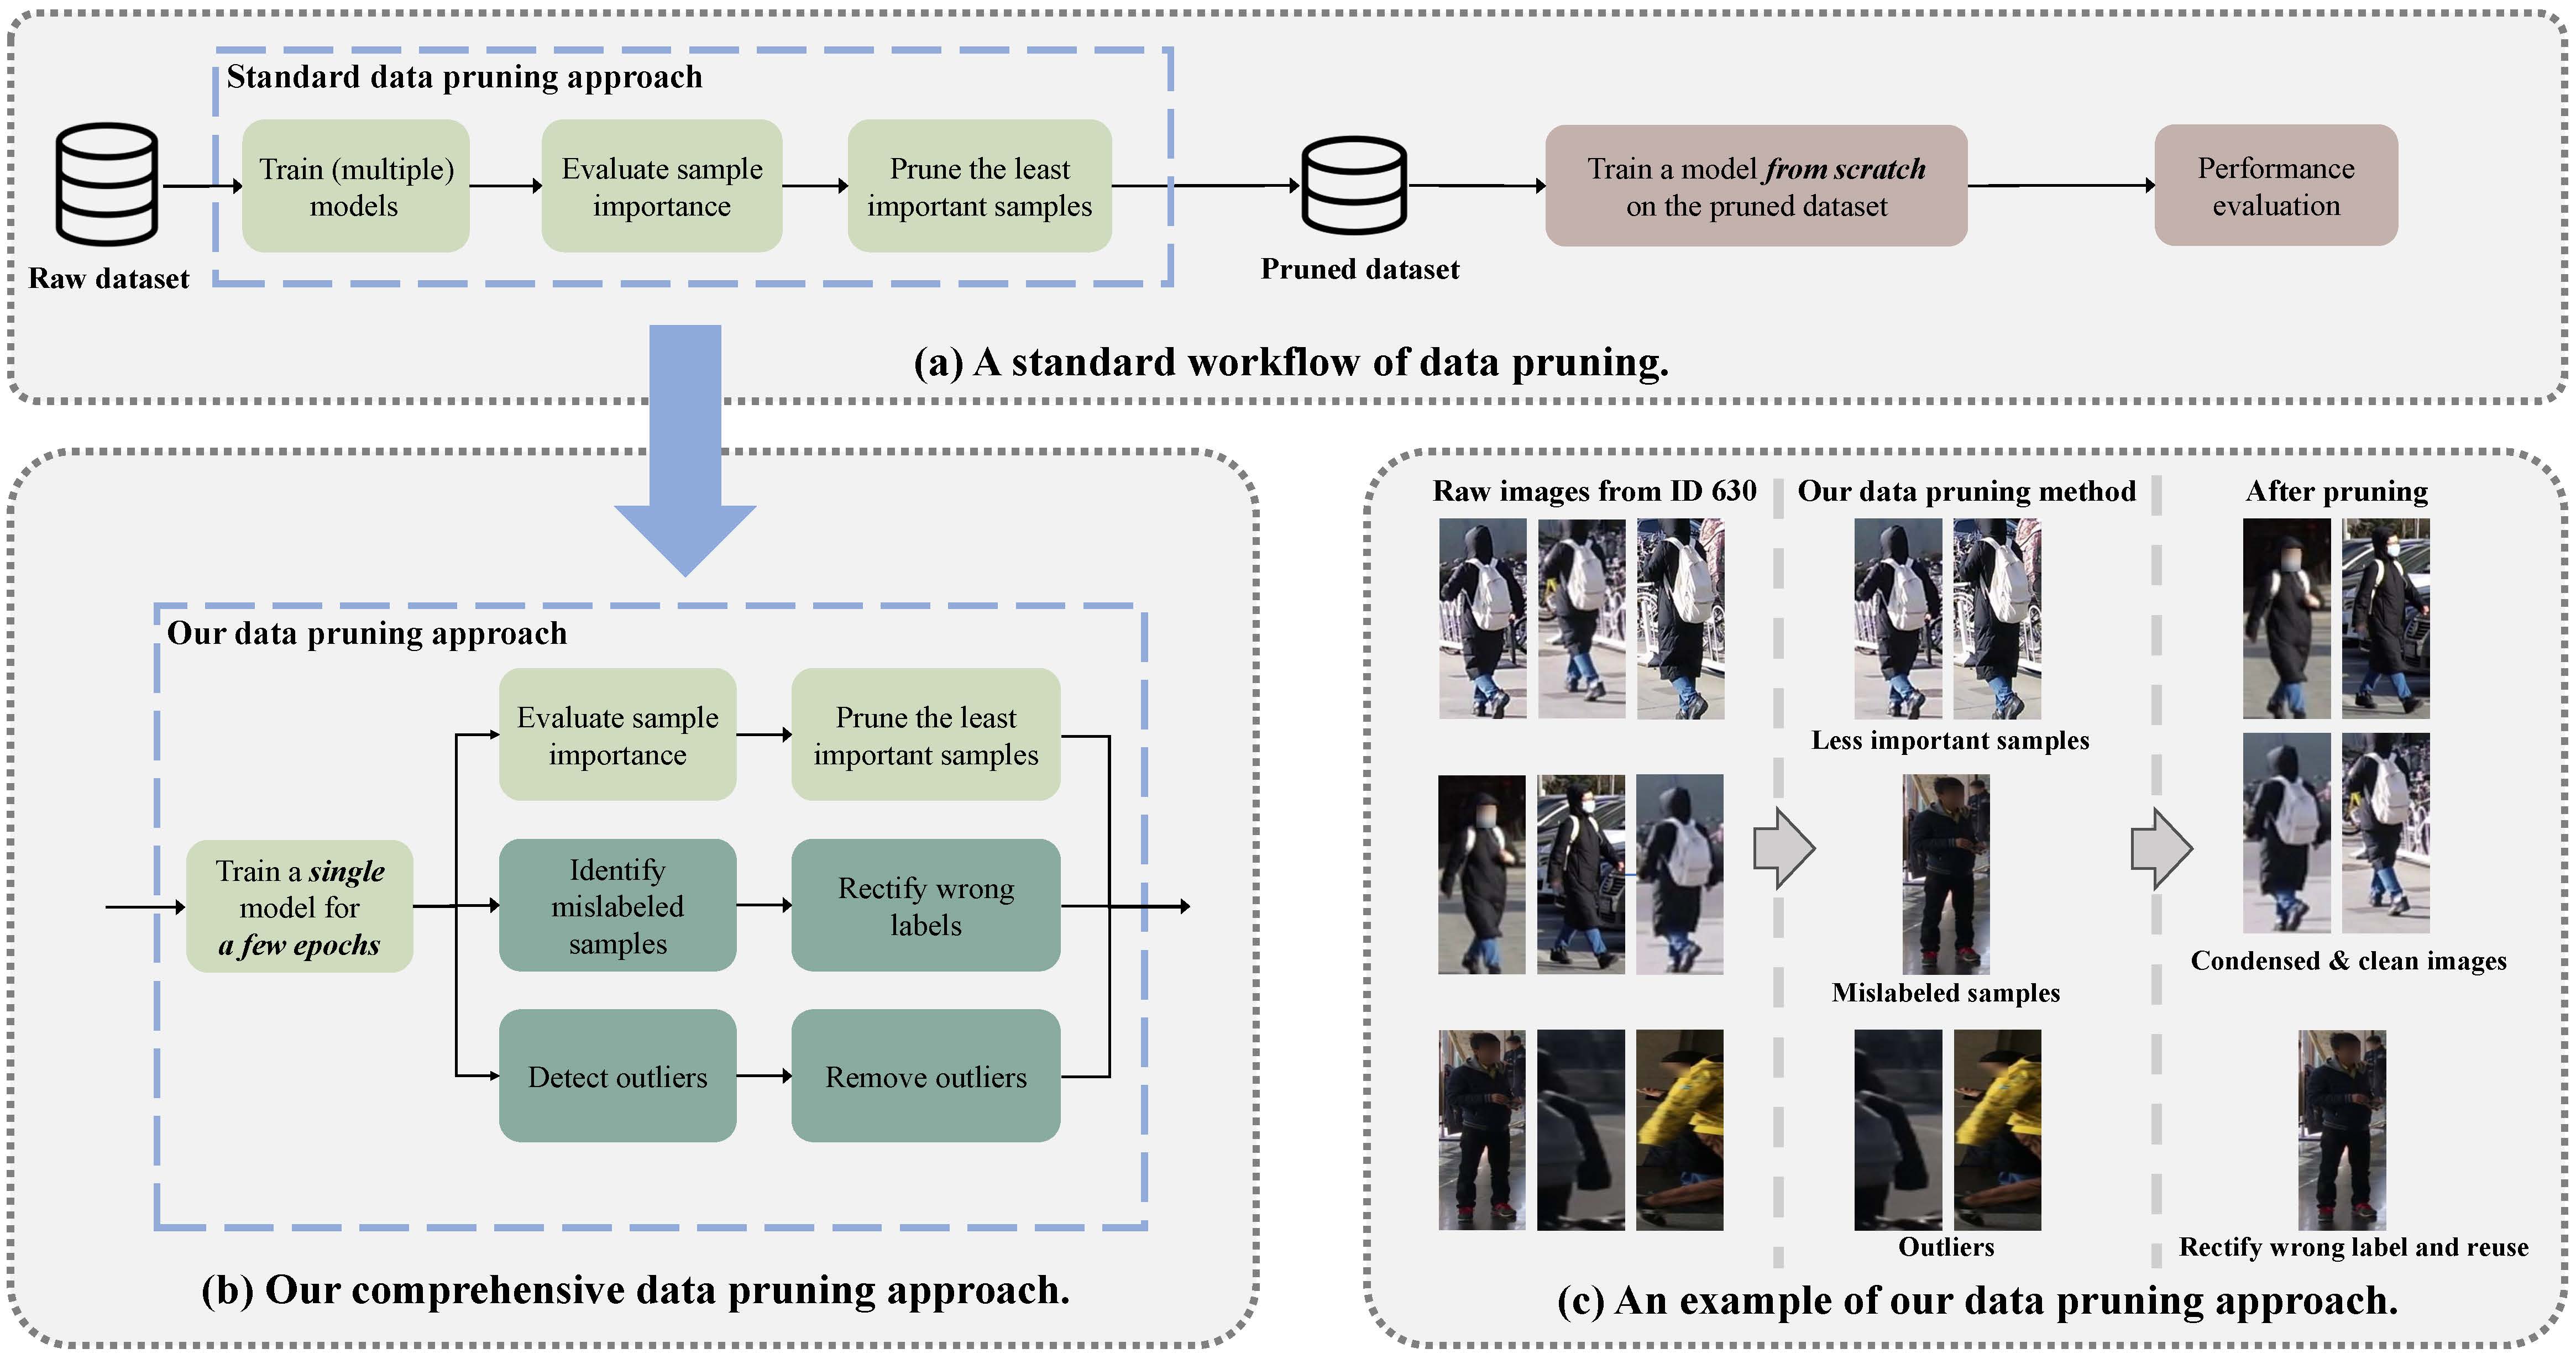 Standard data pruning approach
Raw dataset
Train (multiple)
models
Evaluate sample
importance
Prune the least
important samples
Pruned dataset
Train a model from scratch
on the pruned dataset
Performance
evaluation
(a) A standard workflow of data pruning.
Our data pruning approach
Train a single
model for
a few epochs
Evaluate sample
importance
Prune the least
important samples
Identify
mislabeled
samples
Rectify wrong
labels
Detect outliers
Remove outliers
(b) Our comprehensive data pruning approach.
Raw images from ID 630
Our data pruning method
After pruning
Less important samples
Mislabeled samples
Outliers
Condensed & clean images
Rectify wrong label and reuse
(c) An example of our data pruning approach.